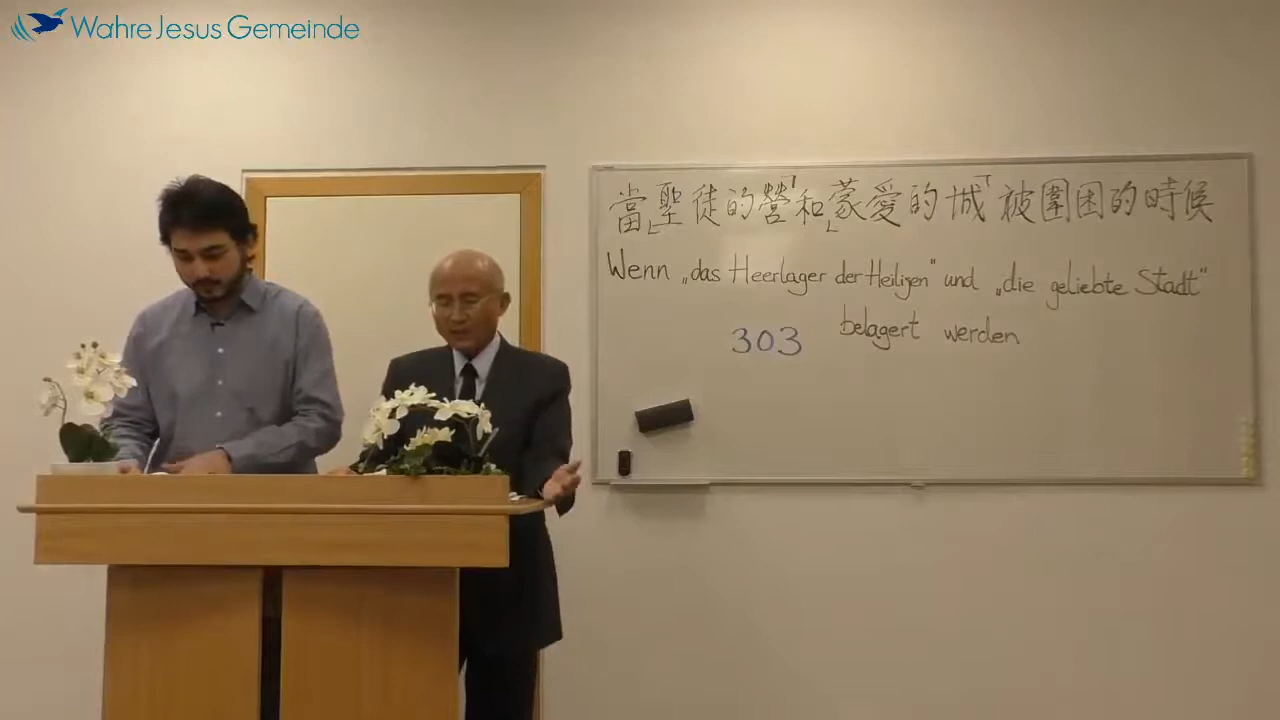 Wahre Jesus Gemeinde
當「聖徒的營」和「蒙愛的城」被圍困的時候
Wenn „das Heerlager der Heiligen“ und „die geliebte Stadt“
belagert werden
303